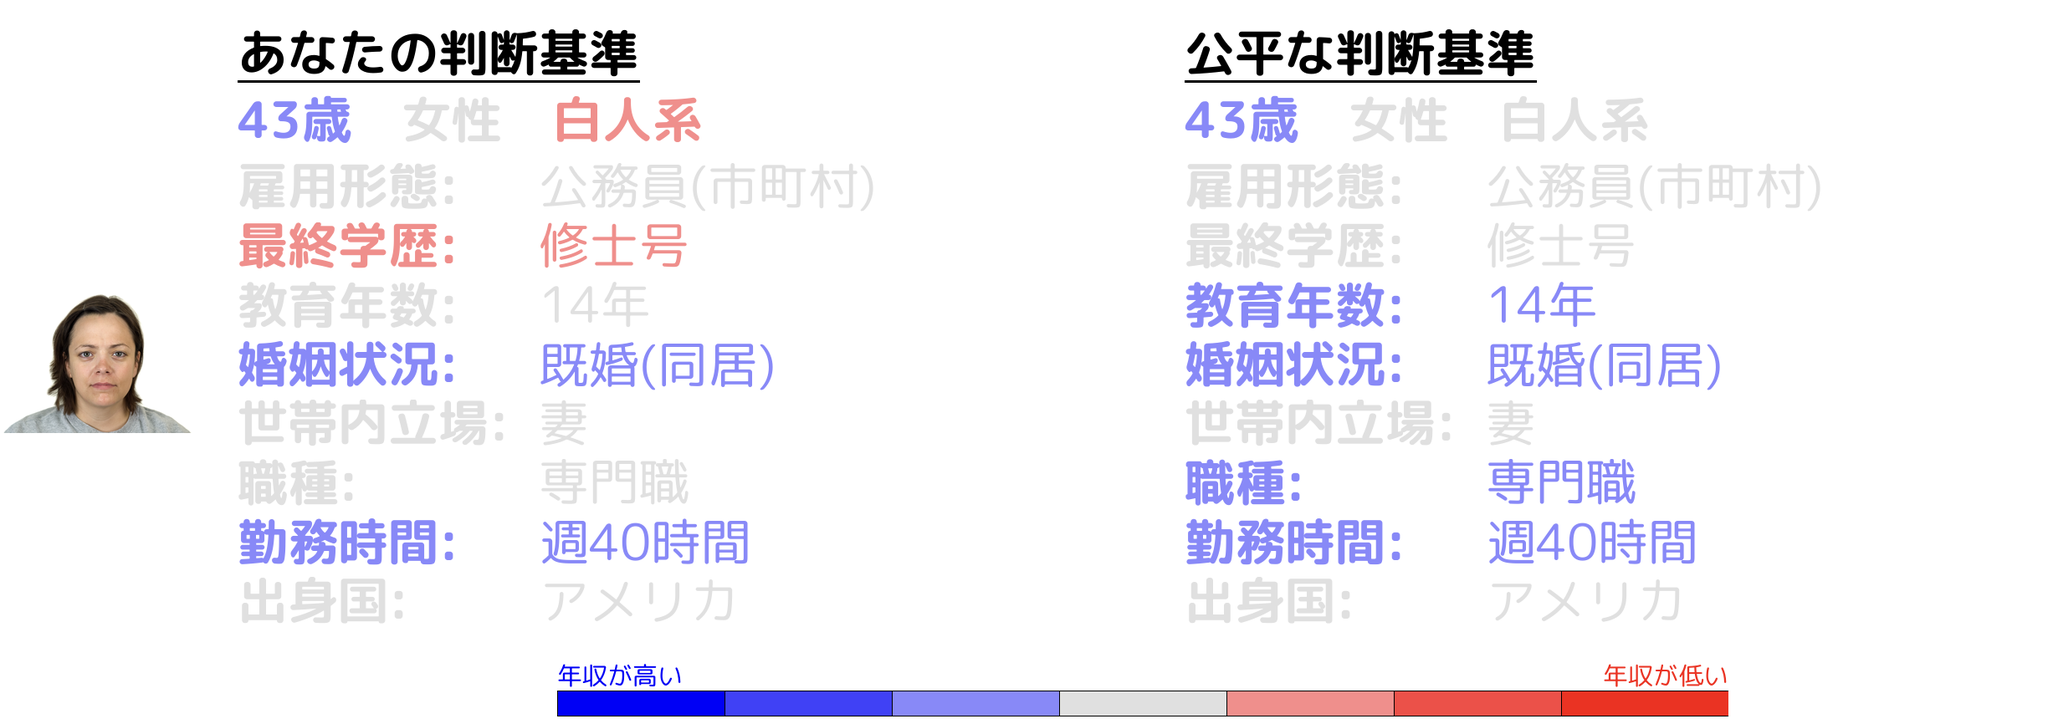 あなたの判断基準
43歳 女性 白人系
雇用形態: 公務員(市町村)
最終学歴: 修士号
教育年数: 14年
婚姻状況: 既婚(同居)
世帯内立場: 妻
職種: 専門職
勤務時間: 週40時間
出身国: アメリカ
公平な判断基準
43歳 女性 白人系
雇用形態: 公務員(市町村)
最終学歴: 修士号
教育年数: 14年
婚姻状況: 既婚(同居)
世帯内立場: 妻
職種: 専門職
勤務時間: 週40時間
出身国: アメリカ
年収が高い
年収が低い